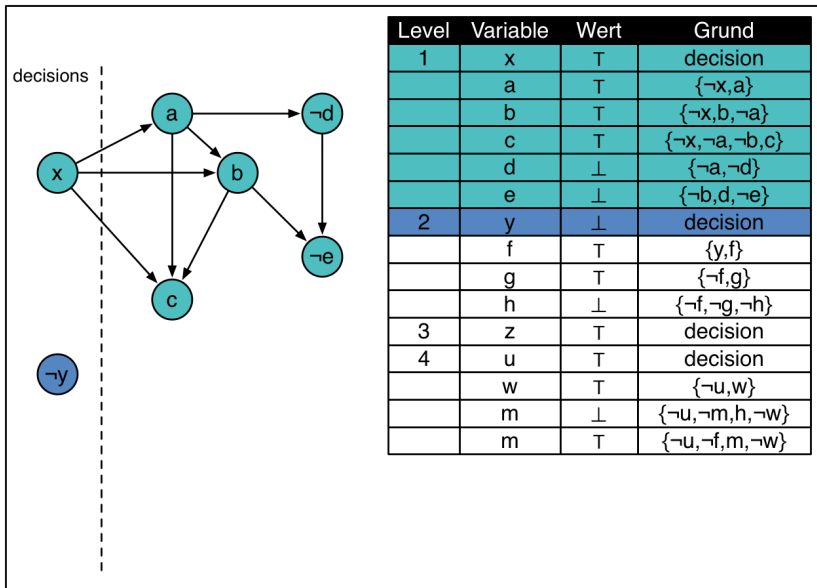 decisions
a
¬d
x
b
¬e
c
¬y
Level Variable Wert Grund
1 x ⊤ decision
a ⊤ {¬x,a}
b ⊤ {¬x,b,¬a}
c ⊤ {¬x,¬a,¬b,c}
d ⊥ {¬a,¬d}
e ⊥ {¬b,d,¬e}
2 y ⊥ decision
f ⊤ {y,f}
g ⊤ {¬f,g}
h ⊥ {¬f,¬g,¬h}
3 z ⊤ decision
4 u ⊤ decision
w ⊤ {¬u,w}
m ⊥ {¬u,¬m,h,¬w}
m ⊤ {¬u,¬f,m,¬w}